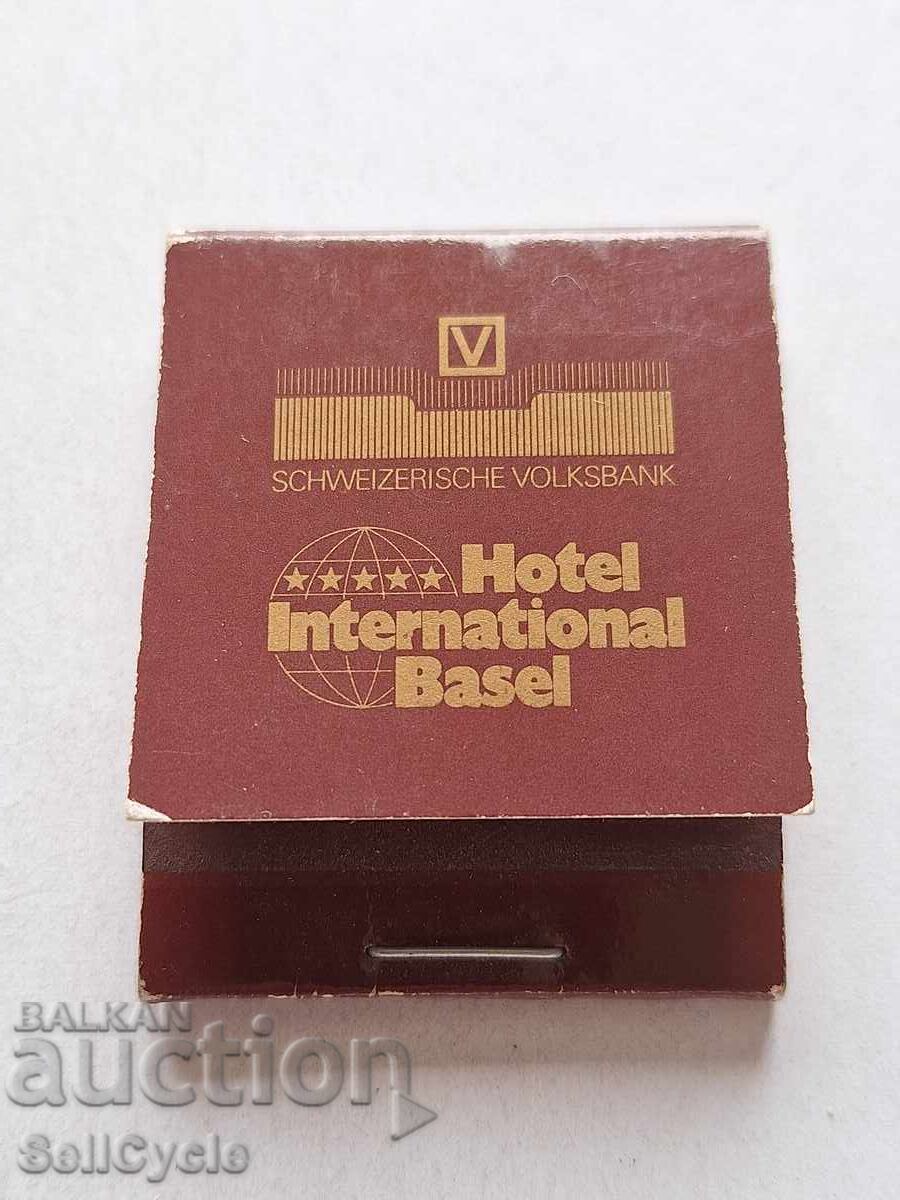 V
SCHWEIZERISCHE VOLKSBANK
Hotel
International
Basel
BALKAN
auction
SellCycle